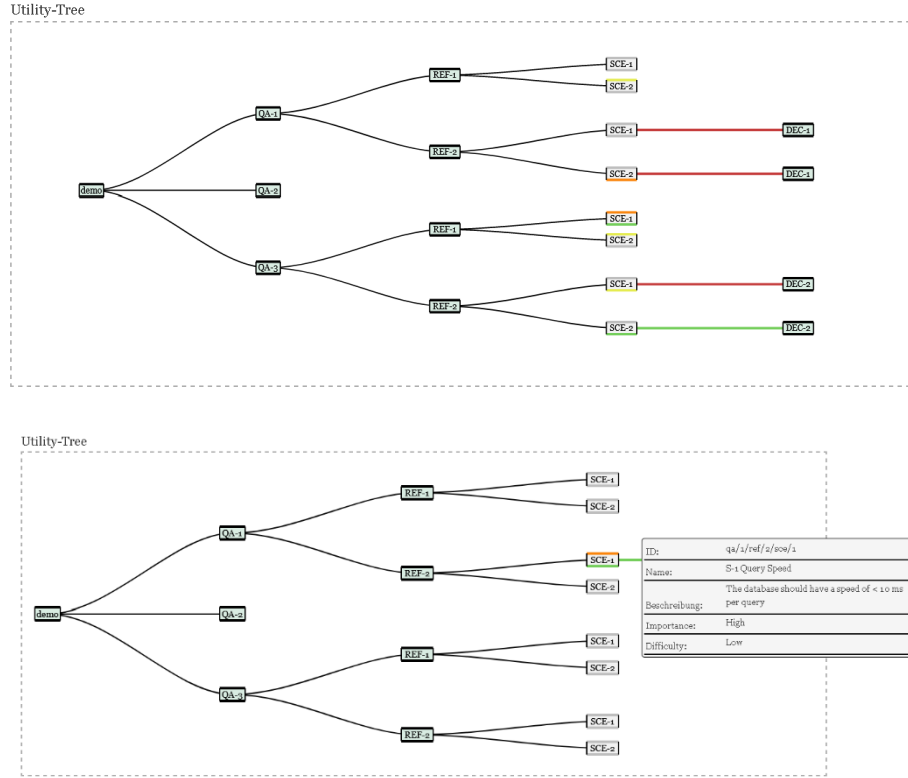 Utility-Tree
SCE-1
REF-1
SCE-2
QA-1
SCE-1 DEC-1
REF-2
SCE-2 DEC-1
demo QA-2
SCE-1
REF-1
SCE-2
QA-3
SCE-1 DEC-2
REF-2
SCE-2 DEC-2
Utility-Tree
SCE-1
REF-1
SCE-2
QA-1
SCE-1
REF-2
SCE-2
demo QA-2
SCE-1
REF-1
SCE-2
QA-3
SCE-1
REF-2
SCE-2
ID: qa/1/ref/2/sce/1
Name: S-1 Query Speed
Beschreibung: The database should have a speed of < 10 ms
per query
Importance: High
Difficulty: Low